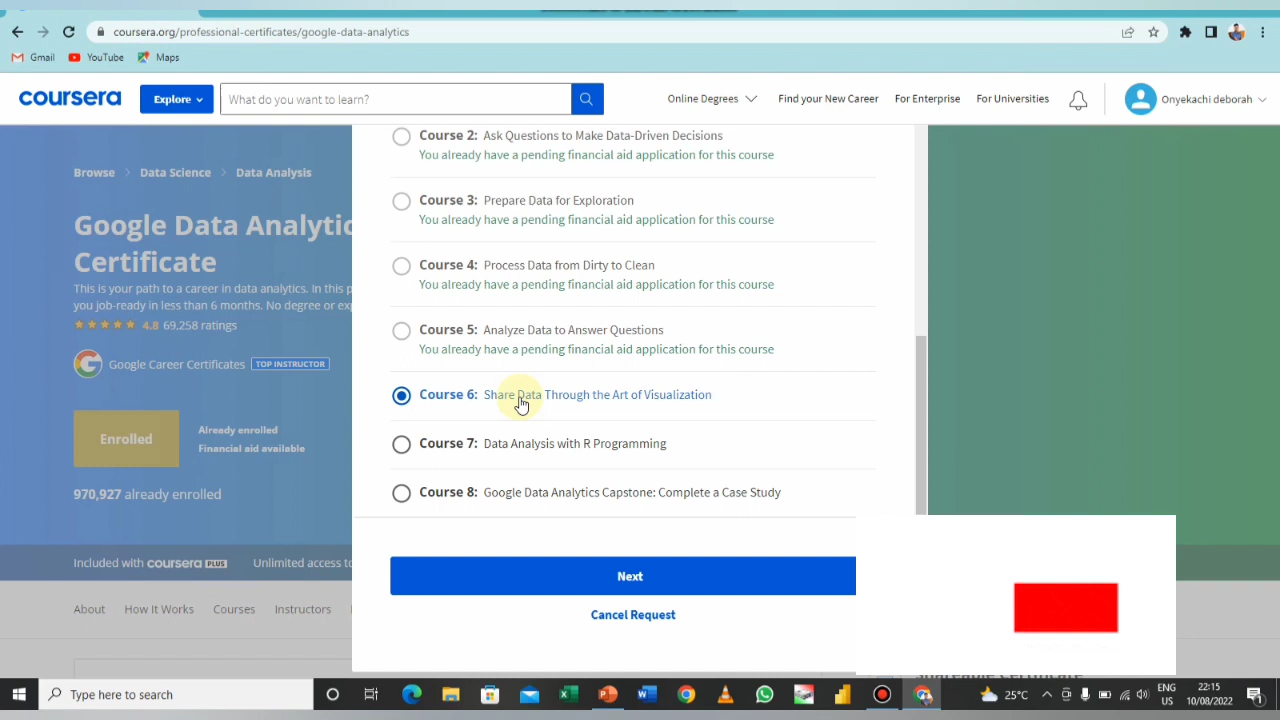 coursera.org/professional-certificates/google-data-analytics
Gmail YouTube Maps
coursera Explore What do you want to learn? Online Degrees Find your New Career For Enterprise For Universities Onyekachi deborah
Browse > Data Science > Data Analysis
Google Data Analytic
Certificate
This is your path to a career in data analytics. In this p
you job-ready in less than 6 months. No degree or exp
4.8 69,258 ratings
Google Career Certificates TOP INSTRUCTOR
Enrolled
Already enrolled
Financial aid available
970,927 already enrolled
Included with coursera PLUS Unlimited access to
About How It Works Courses Instructors
Course 2: Ask Questions to Make Data-Driven Decisions
You already have a pending financial aid application for this course
Course 3: Prepare Data for Exploration
You already have a pending financial aid application for this course
Course 4: Process Data from Dirty to Clean
You already have a pending financial aid application for this course
Course 5: Analyze Data to Answer Questions
You already have a pending financial aid application for this course
Course 6: Share Data Through the Art of Visualization
Course 7: Data Analysis with R Programming
Course 8: Google Data Analytics Capstone: Complete a Case Study
Next
Cancel Request
Type here to search
25°C
ENG
US
22:15
10/08/2022